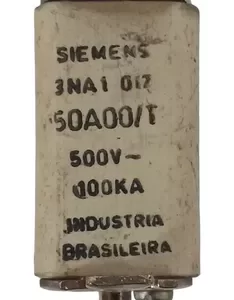 SIEMENS
3NA1 017
50A00/T
500V~
100KA
INDUSTRIA
BRASILEIRA